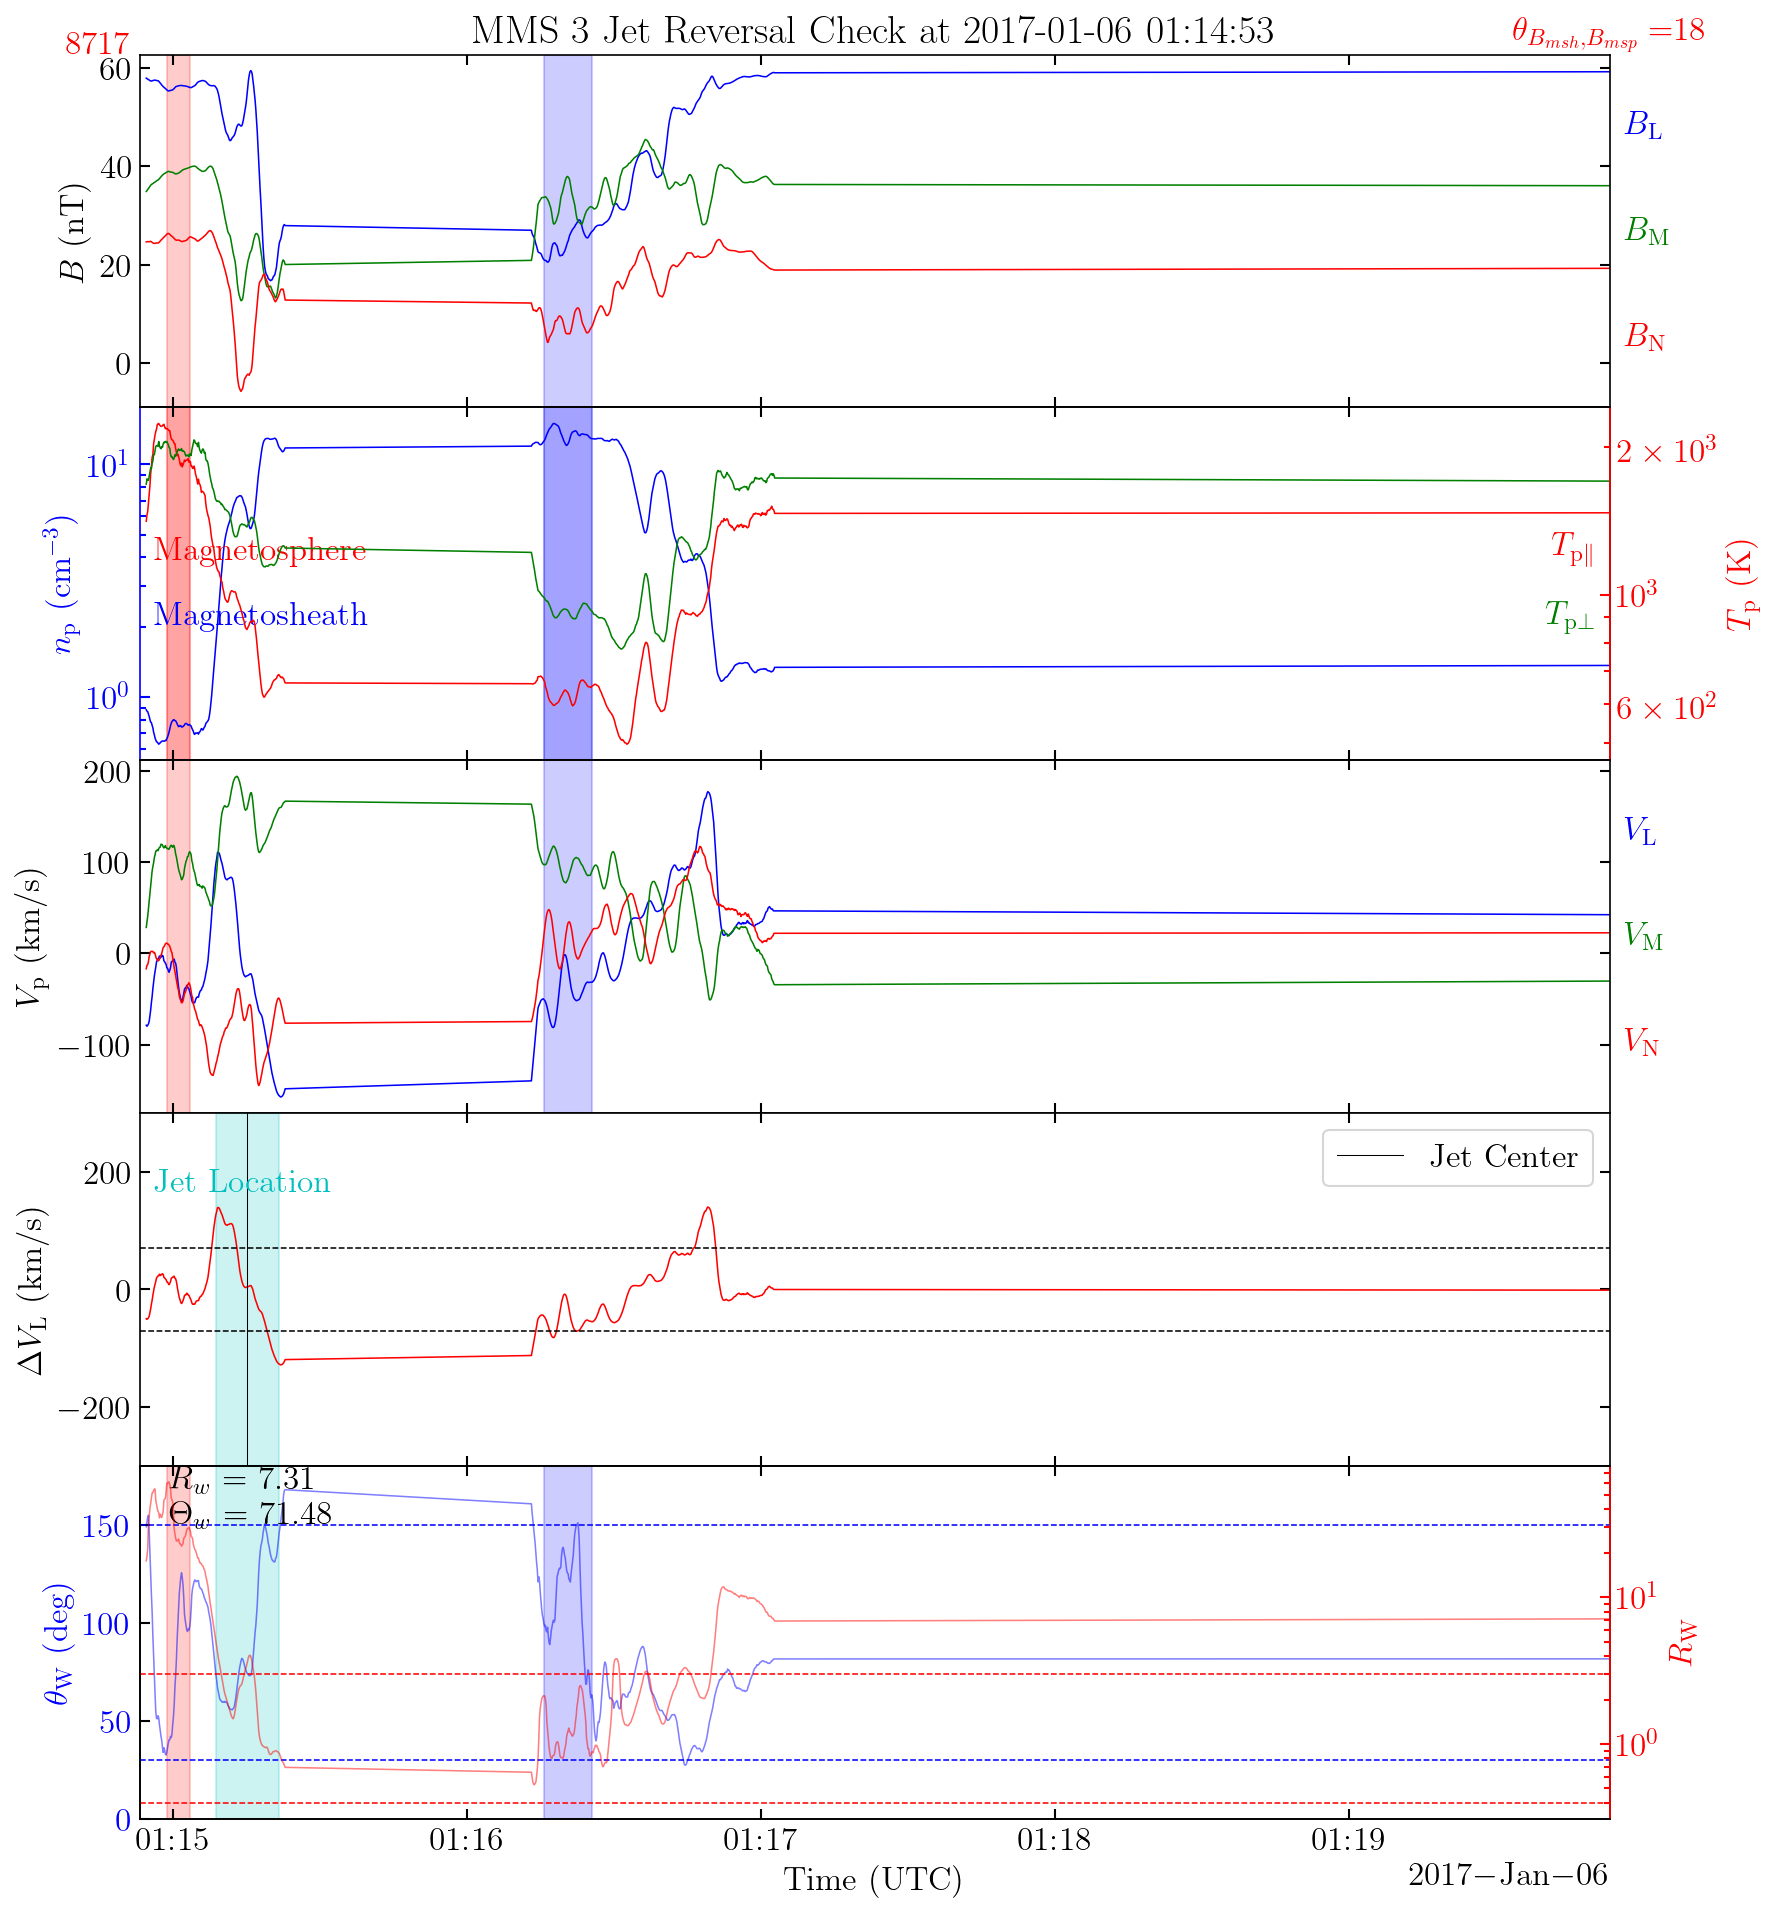 MMS 3 Jet Reversal Check at 2017-01-06 01:14:53
8717
θ_{B_{msh},B_{msp}} =18
60
40
20
0
B (nT)
B_L
B_M
B_N
10^1
10^0
n_p (cm^{−3})
Magnetosphere
Magnetosheath
T_{p∥}
T_{p⊥}
2 × 10^3
10^3
6 × 10^2
T_p (K)
200
100
0
−100
V_p (km/s)
V_L
V_M
V_N
200
0
−200
ΔV_L (km/s)
Jet Location
Jet Center
R_w = 7.31
Θ_w = 71.48
150
100
50
0
θ_W (deg)
10^1
10^0
R_W
01:15 01:16 01:17 01:18 01:19
Time (UTC)
2017−Jan−06